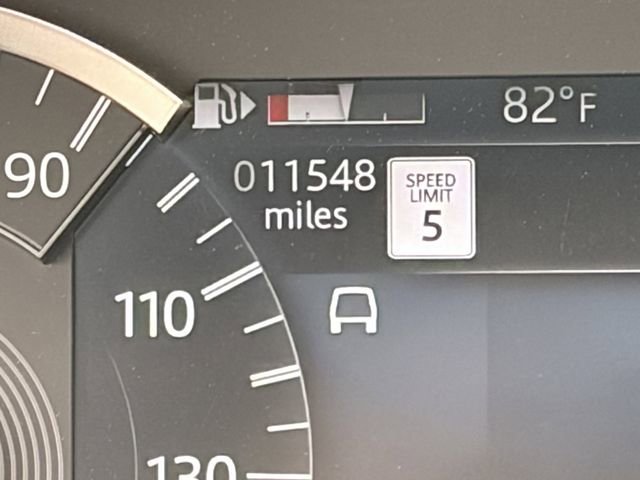 82°F
90
011548
miles
SPEED
LIMIT
5
110
130